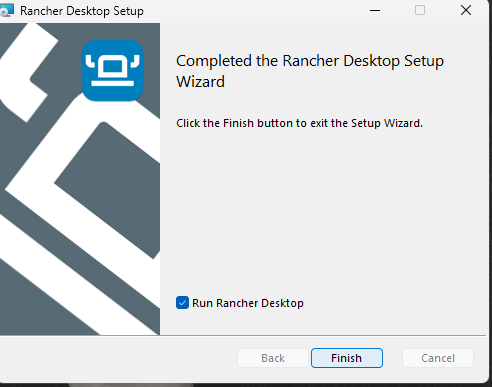 Rancher Desktop Setup
Completed the Rancher Desktop Setup
Wizard
Click the Finish button to exit the Setup Wizard.
Run Rancher Desktop
Back
Finish
Cancel